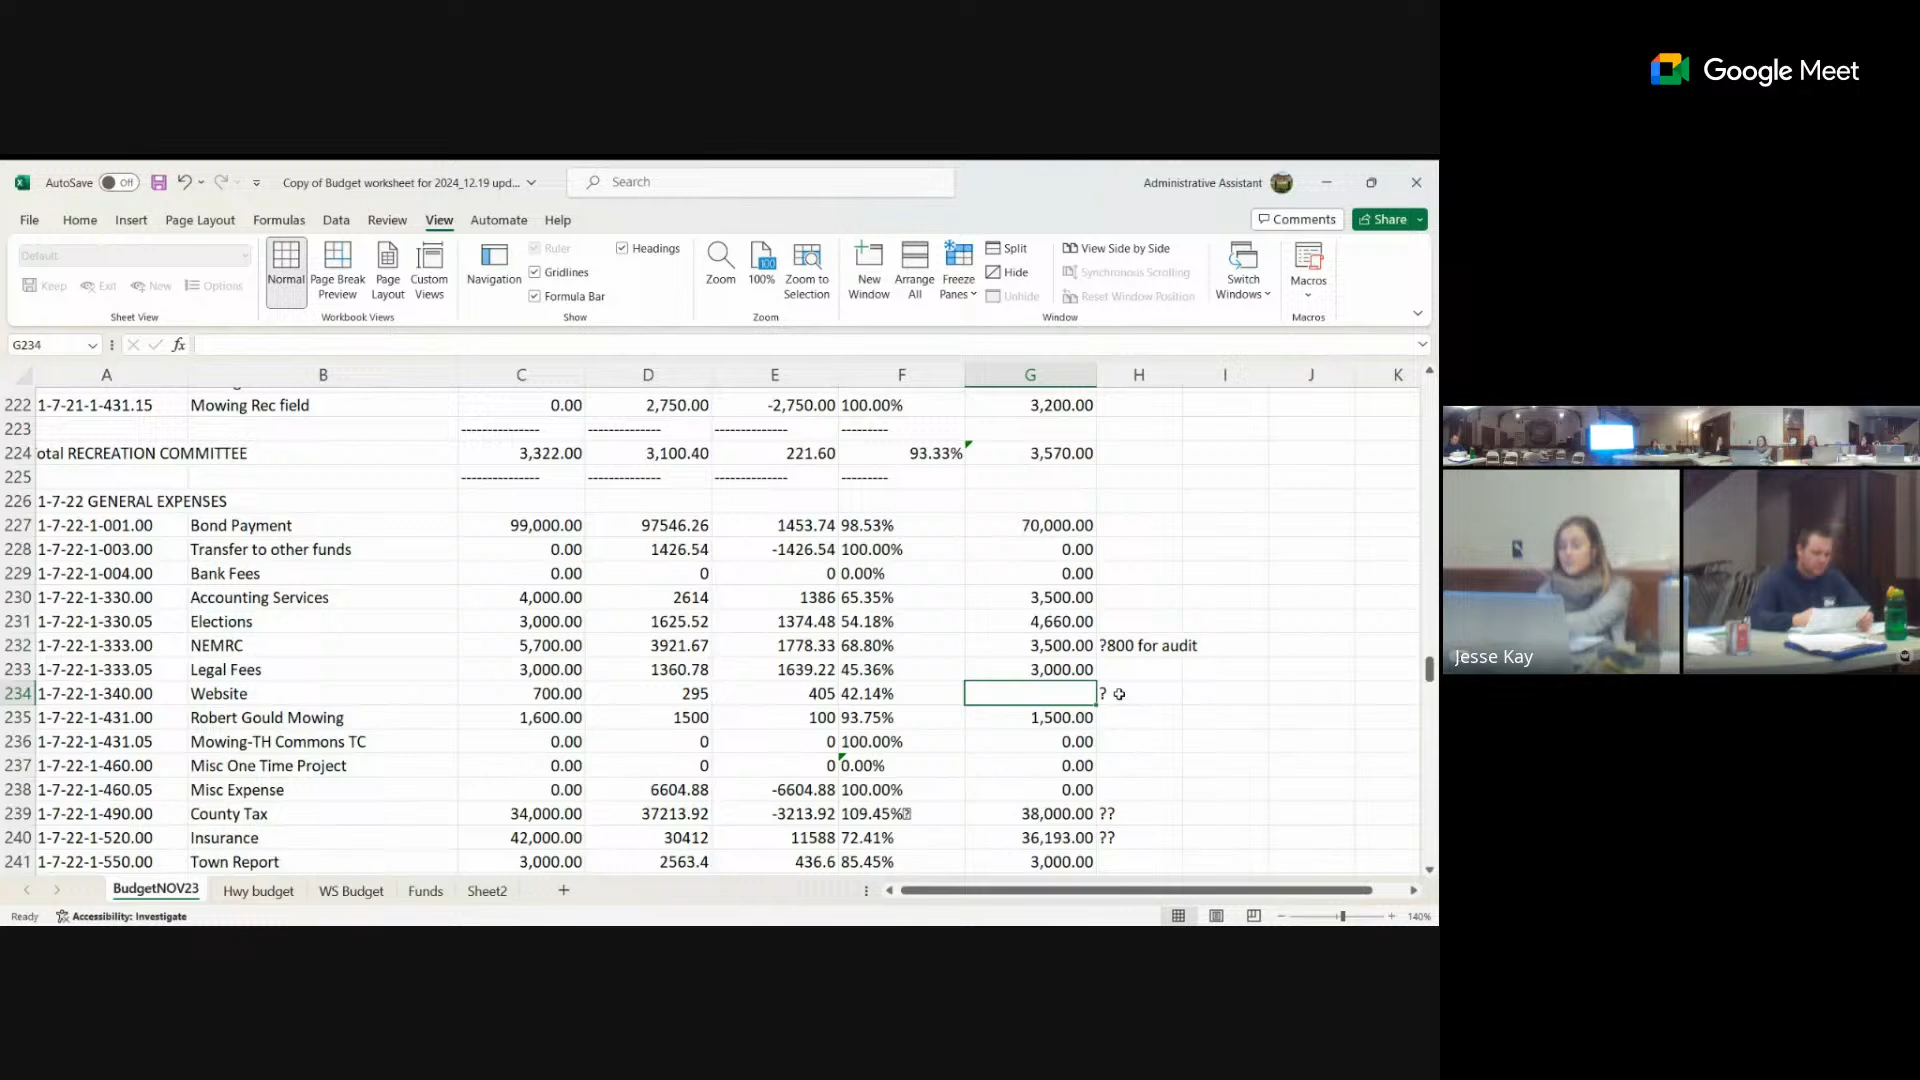 Google Meet
AutoSave Off Copy of Budget worksheet for 2024_12.19 upd... Search Administrative Assistant
File Home Insert Page Layout Formulas Data Review View Automate Help Comments Share
Default
Keep Exit New Options
Sheet View
Normal Page Break Preview Page Layout Custom Views
Workbook Views
Navigation Ruler Headings
Gridlines
Formula Bar
Show
Zoom 100% Zoom to Selection
Zoom
New Window Arrange All Freeze Panes Split View Side by Side
Hide Synchronous Scrolling
Unhide Reset Window Position
Switch Windows
Window
Macros
Macros
G234 fx
A B C D E F G H I J K
222 1-7-21-1-431.15 Mowing Rec field 0.00 2,750.00 -2,750.00 100.00% 3,200.00
223 --------------- -------------- -------------- ---------
224 otal RECREATION COMMITTEE 3,322.00 3,100.40 221.60 93.33% 3,570.00
225 --------------- -------------- -------------- ---------
226 1-7-22 GENERAL EXPENSES
227 1-7-22-1-001.00 Bond Payment 99,000.00 97546.26 1453.74 98.53% 70,000.00
228 1-7-22-1-003.00 Transfer to other funds 0.00 1426.54 -1426.54 100.00% 0.00
229 1-7-22-1-004.00 Bank Fees 0.00 0 0 0.00% 0.00
230 1-7-22-1-330.00 Accounting Services 4,000.00 2614 1386 65.35% 3,500.00
231 1-7-22-1-330.05 Elections 3,000.00 1625.52 1374.48 54.18% 4,660.00
232 1-7-22-1-333.00 NEMRC 5,700.00 3921.67 1778.33 68.80% 3,500.00 ?800 for audit
233 1-7-22-1-333.05 Legal Fees 3,000.00 1360.78 1639.22 45.36% 3,000.00
234 1-7-22-1-340.00 Website 700.00 295 405 42.14% ?
235 1-7-22-1-431.00 Robert Gould Mowing 1,600.00 1500 100 93.75% 1,500.00
236 1-7-22-1-431.05 Mowing-TH Commons TC 0.00 0 0 100.00% 0.00
237 1-7-22-1-460.00 Misc One Time Project 0.00 0 0 0.00% 0.00
238 1-7-22-1-460.05 Misc Expense 0.00 6604.88 -6604.88 100.00% 0.00
239 1-7-22-1-490.00 County Tax 34,000.00 37213.92 -3213.92 109.45% 38,000.00 ??
240 1-7-22-1-520.00 Insurance 42,000.00 30412 11588 72.41% 36,193.00 ??
241 1-7-22-1-550.00 Town Report 3,000.00 2563.4 436.6 85.45% 3,000.00
BudgetNOV23 Hwy budget WS Budget Funds Sheet2
Ready Accessibility: Investigate 140%
Jesse Kay